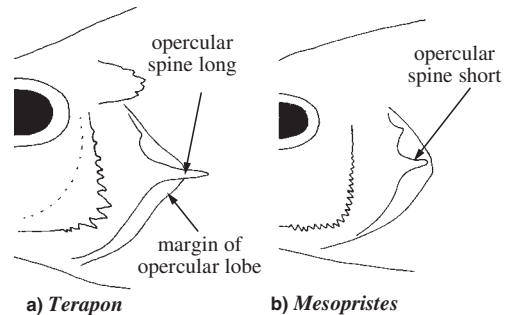 opercular
spine long
margin of
opercular lobe
a) Terapon
opercular
spine short
b) Mesopristes